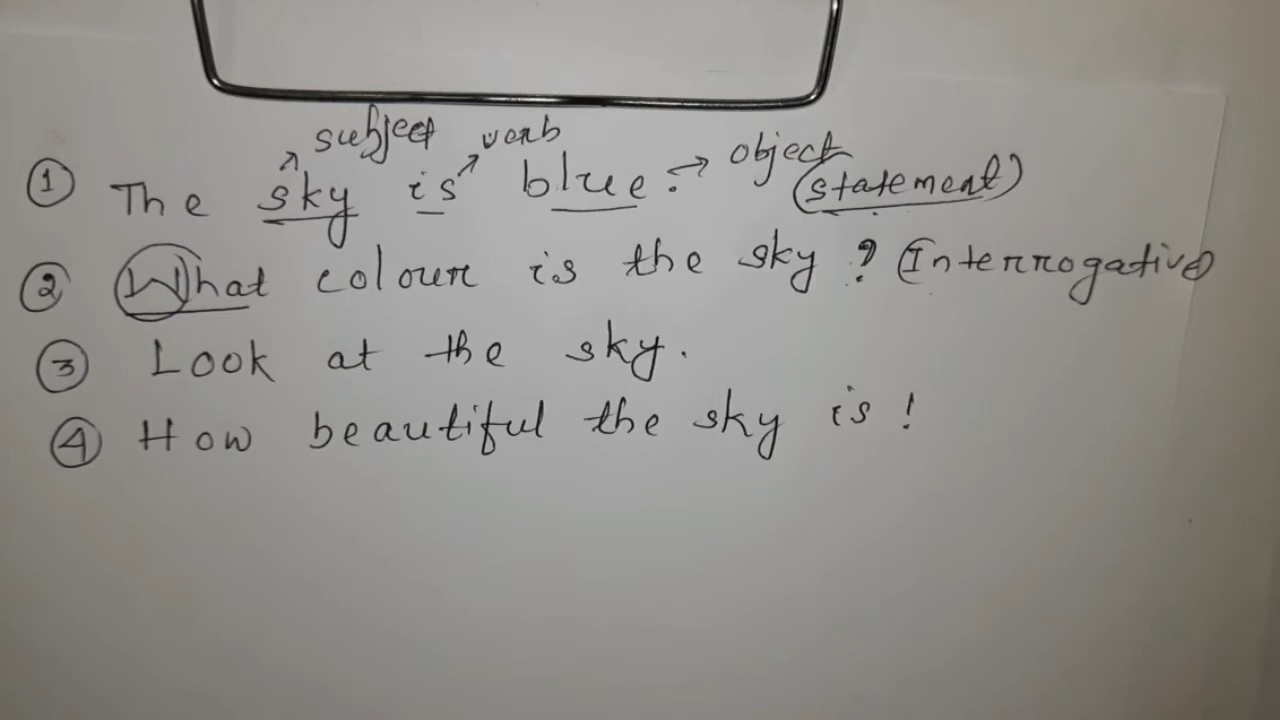 subject verb
① The sky is blue. → object (statement)
② What colour is the sky ? (Interrogative)
③ Look at the sky.
④ How beautiful the sky is !